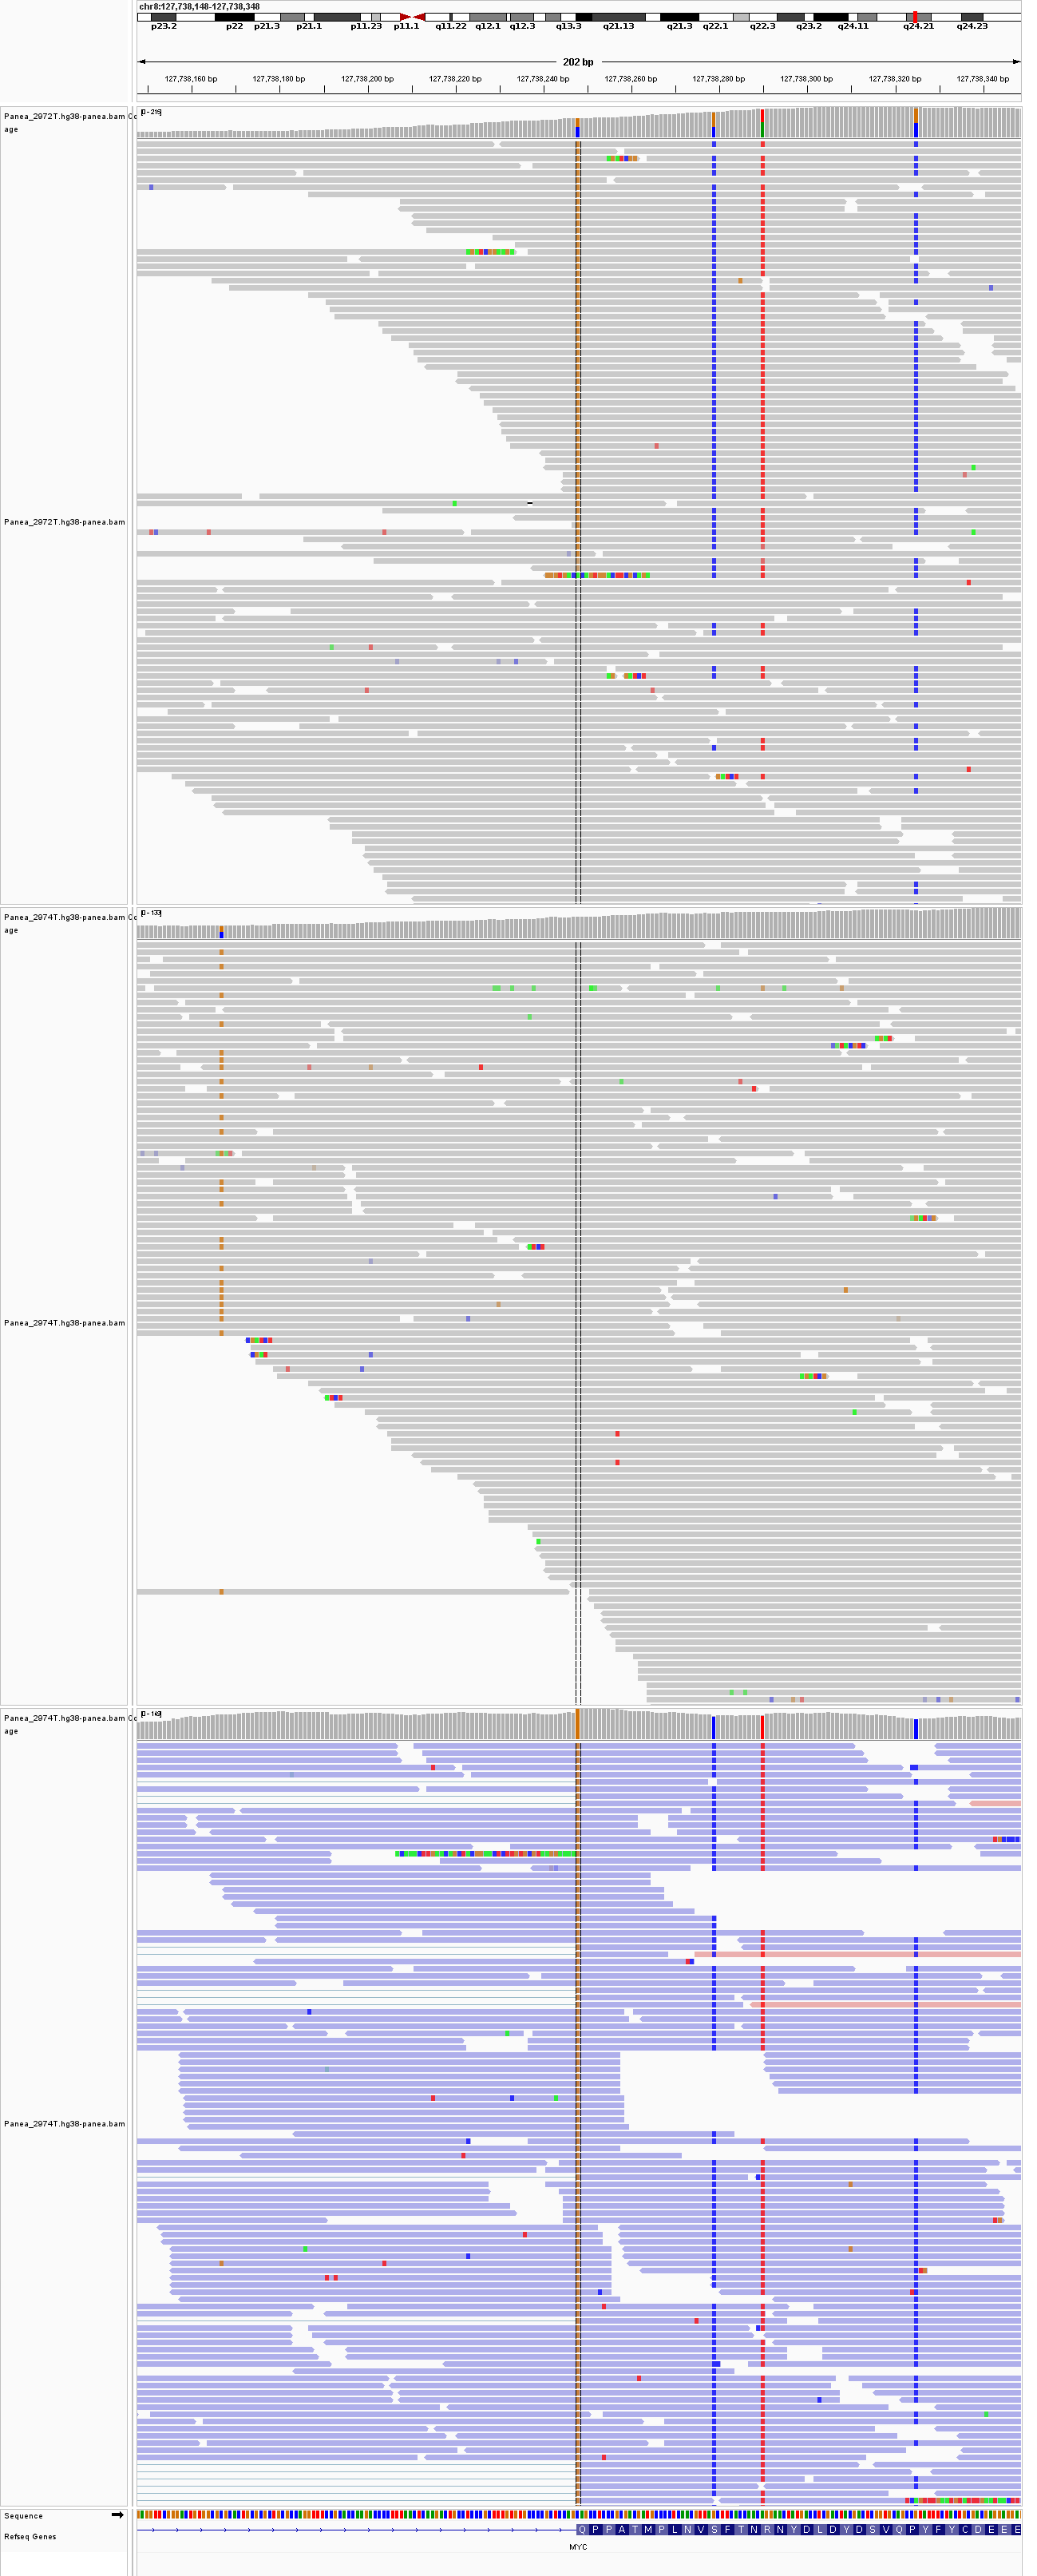 chr8:127,738,148-127,738,348
p23.2 p22 p21.3 p21.1 p11.23 p11.1 q11.22 q12.1 q12.3 q13.3 q21.13 q21.3 q22.1 q22.3 q23.2 q24.11 q24.21 q24.23
202 bp
127,738,160 bp 127,738,180 bp 127,738,200 bp 127,738,220 bp 127,738,240 bp 127,738,260 bp 127,738,280 bp 127,738,300 bp 127,738,320 bp 127,738,340 bp
Panea_2972T.hg38-panea.bam Co
age
[0 - 219]
Panea_2972T.hg38-panea.bam
Panea_2974T.hg38-panea.bam Co
age
[0 - 133]
Panea_2974T.hg38-panea.bam
Panea_2974T.hg38-panea.bam Co
age
Panea_2974T.hg38-panea.bam
Sequence
Refseq Genes
Q P P A T M P L N V S F T N R N Y D L D Y D S V Q P Y F Y C D E E E
MYC